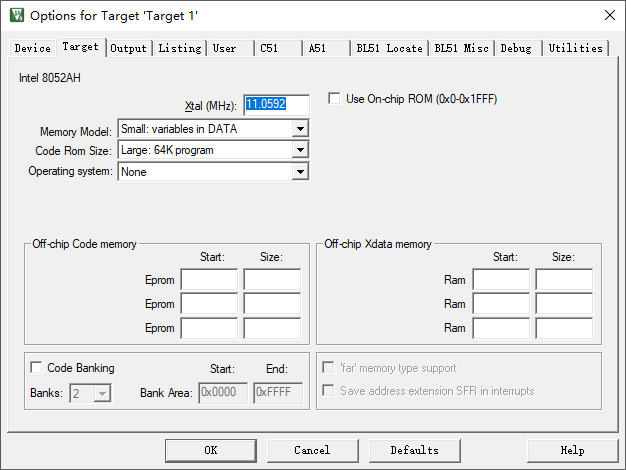 Options for Target 'Target 1'
Device Target Output Listing User C51 A51 BL51 Locate BL51 Misc Debug Utilities
Intel 8052AH
Xtal (MHz): 11.0592 Use On-chip ROM (0x0-0x1FFF)
Memory Model: Small: variables in DATA
Code Rom Size: Large: 64K program
Operating system: None
Off-chip Code memory
Start: Size:
Eprom
Eprom
Eprom
Off-chip Xdata memory
Start: Size:
Ram
Ram
Ram
Code Banking Start: End:
Banks: 2 Bank Area: 0x0000 0xFFFF
'far' memory type support
Save address extension SFR in interrupts
OK Cancel Defaults Help